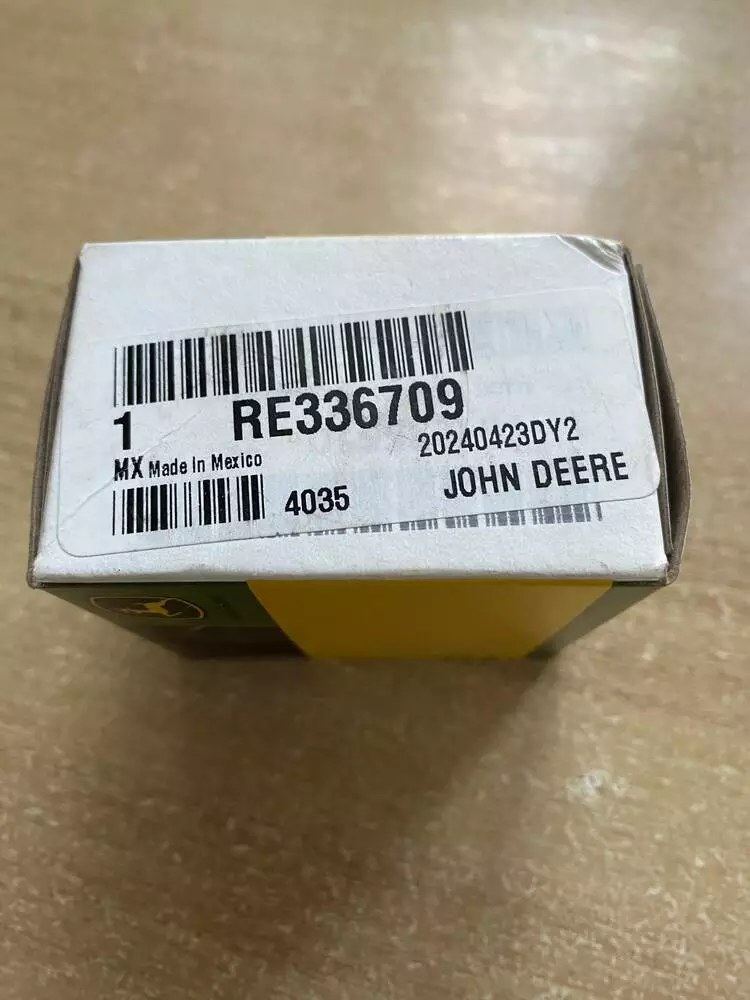 1 RE336709
20240423DY2
MX Made In Mexico
4035 JOHN DEERE